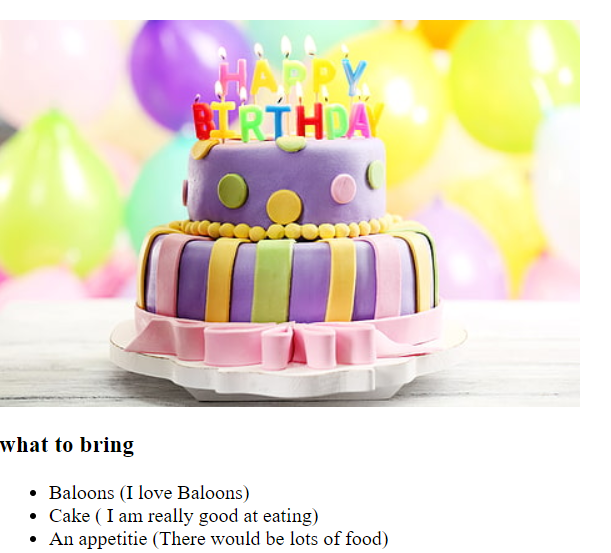 HAPPY
BIRTHDAY
what to bring
Baloons (I love Baloons)
Cake ( I am really good at eating)
An appetitie (There would be lots of food)